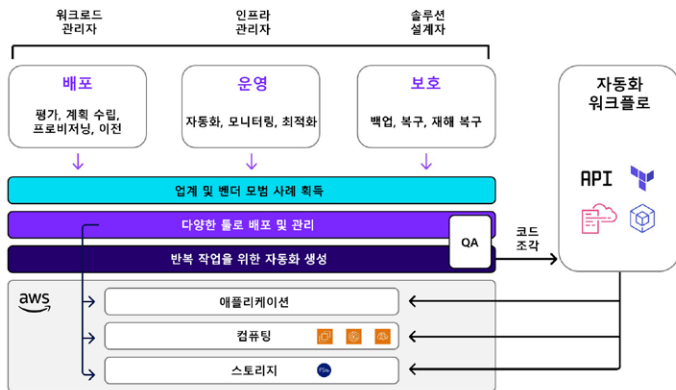 워크로드
관리자
인프라
관리자
솔루션
설계자
배포
평가, 계획 수립,
프로비저닝, 이전
운영
자동화, 모니터링, 최적화
보호
백업, 복구, 재해 복구
자동화
워크플로
API
업계 및 벤더 모범 사례 획득
다양한 툴로 배포 및 관리
반복 작업을 위한 자동화 생성
QA
코드
조각
aws
애플리케이션
컴퓨팅
스토리지
FSx